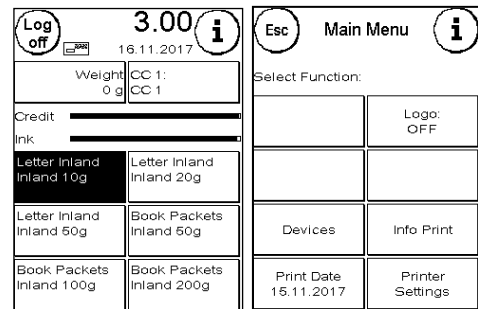 Log
off
3.00
16.11.2017
i
Weight
0 g
CC 1:
CC 1
Credit
Ink
Letter Inland
Inland 10g
Letter Inland
Inland 20g
Letter Inland
Inland 50g
Book Packets
Inland 50g
Book Packets
Inland 100g
Book Packets
Inland 200g
Esc
Main Menu
i
Select Function:
Logo:
OFF
Devices
Info Print
Print Date
15.11.2017
Printer
Settings